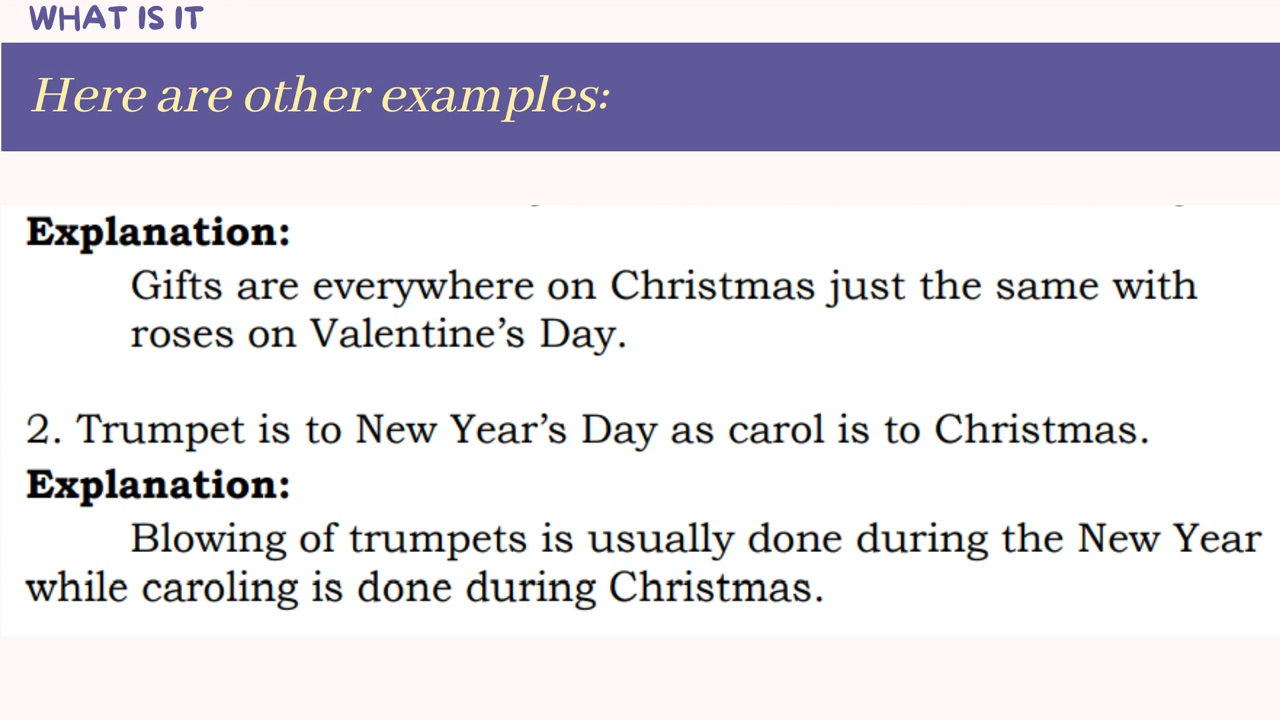 WHAT IS IT
Here are other examples:
Explanation:
Gifts are everywhere on Christmas just the same with
roses on Valentine's Day.
2. Trumpet is to New Year's Day as carol is to Christmas.
Explanation:
Blowing of trumpets is usually done during the New Year
while caroling is done during Christmas.